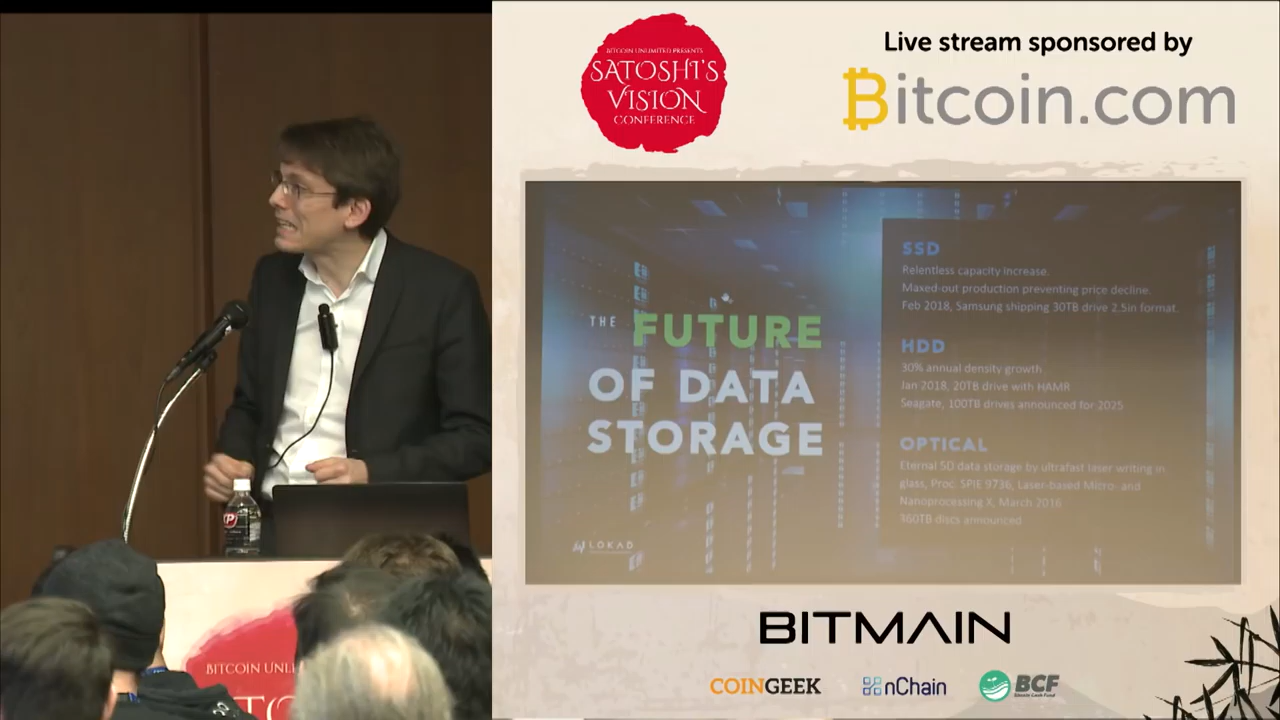 BITCOIN UNLIMITED PRESENTS
SATOSHI'S
VISION
CONFERENCE
Live stream sponsored by
Bitcoin.com
THE FUTURE
OF DATA
STORAGE
LOKAD
SSD
Relentless capacity increase.
Maxed-out production preventing price decline.
Feb 2018, Samsung shipping 30TB drive 2.5in format.
HDD
30% annual density growth
Jan 2018, 20TB drive with HAMR
Seagate, 100TB drives announced for 2025
OPTICAL
Eternal 5D data storage by ultrafast laser writing in
glass, Proc. SPIE 9736, Laser-based Micro- and
Nanoprocessing X, March 2016
360TB discs announced
BITCOIN UNLI
BITMAIN
COINGEEK
nChain
BCF